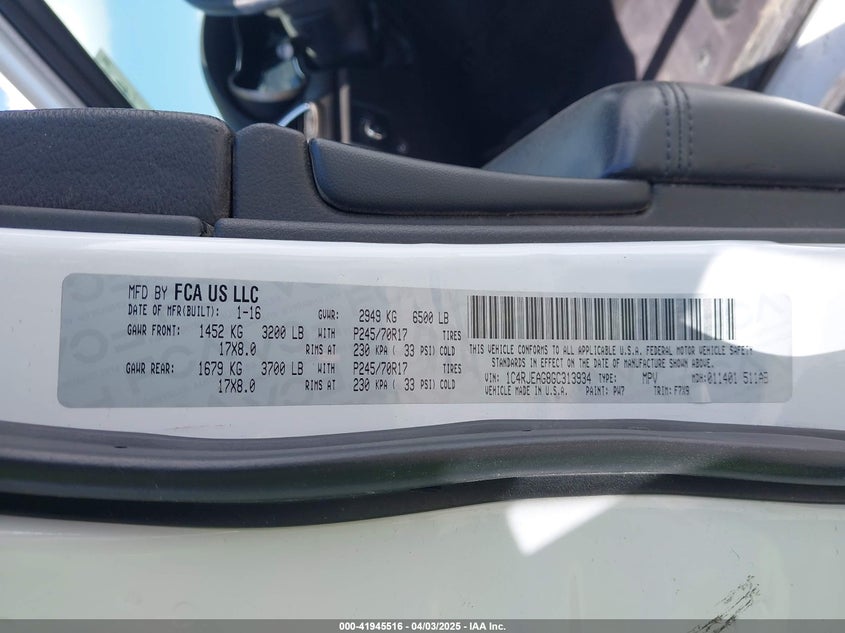 MFD BY FCA US LLC
DATE OF MFR(BUILT): 1-16 GVWR: 2949 KG 6500 LB
GAWR FRONT: 1452 KG 3200 LB WITH P245/70R17 TIRES
17X8.0 RIMS AT 230 KPA ( 33 PSI) COLD
GAWR REAR: 1679 KG 3700 LB WITH P245/70R17 TIRES
17X8.0 RIMS AT 230 KPA ( 33 PSI) COLD
THIS VEHICLE CONFORMS TO ALL APPLICABLE U.S.A. FEDERAL MOTOR VEHICLE SAFETY
STANDARDS IN EFFECT ON THE DATE OF MANUFACTURE SHOWN ABOVE.
VIN: 1C4RJEAG8GC313934 TYPE: MPV MDH: 011401 511AB
VEHICLE MADE IN U.S.A. PAINT: PW7 TRIM: F7X9
000-41945516 - 04/03/2025 - IAA Inc.